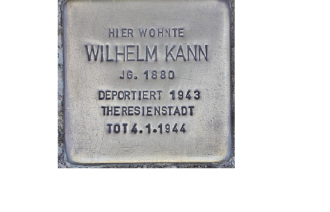 HIER WOHNTE
WILHELM KANN
JG. 1880
DEPORTIERT 1943
THERESIENSTADT
TOT 4.1.1944